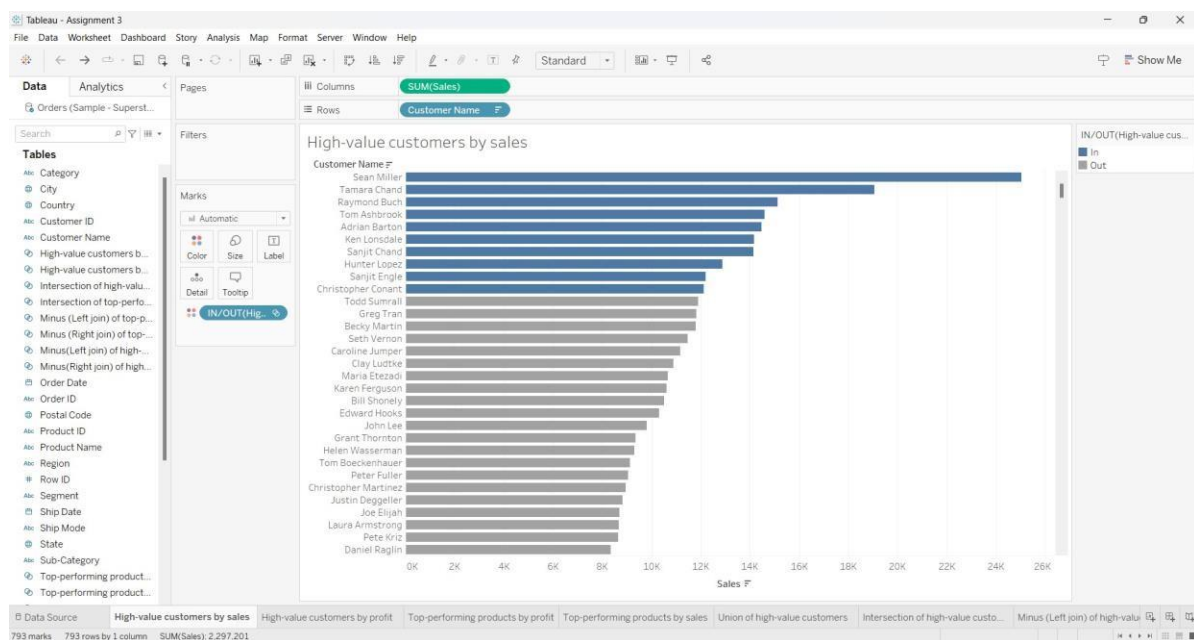 Tableau - Assignment 3
File Data Worksheet Dashboard Story Analysis Map Format Server Window Help
Standard
Show Me
Data Analytics
Orders (Sample - Superst...
Search
Tables
Abc Category
City
Country
Abc Customer ID
Abc Customer Name
High-value customers b...
High-value customers b...
Intersection of high-valu...
Intersection of top-perfo...
Minus (Left join) of top-p...
Minus (Right join) of top-...
Minus(Left join) of high-...
Minus(Right join) of high...
Order Date
Abc Order ID
Postal Code
Abc Product ID
Abc Product Name
Abc Region
# Row ID
Abc Segment
Ship Date
Abc Ship Mode
State
Abc Sub-Category
Top-performing product...
Top-performing product...
Pages
Filters
Marks
Automatic
Color Size Label
Detail Tooltip
IN/OUT(Hig..
Columns SUM(Sales)
Rows Customer Name
High-value customers by sales
Customer Name
Sean Miller
Tamara Chand
Raymond Buch
Tom Ashbrook
Adrian Barton
Ken Lonsdale
Sanjit Chand
Hunter Lopez
Sanjit Engle
Christopher Conant
Todd Sumrall
Greg Tran
Becky Martin
Seth Vernon
Caroline Jumper
Clay Ludtke
Maria Etezadi
Karen Ferguson
Bill Shonely
Edward Hooks
John Lee
Grant Thornton
Helen Wasserman
Tom Boeckenhauer
Peter Fuller
Christopher Martinez
Justin Deggeller
Joe Elijah
Laura Armstrong
Pete Kriz
Daniel Raglin
0K 2K 4K 6K 8K 10K 12K 14K 16K 18K 20K 22K 24K 26K
Sales
IN/OUT(High-value cus...
In
Out
Data Source High-value customers by sales High-value customers by profit Top-performing products by profit Top-performing products by sales Union of high-value customers Intersection of high-value custo... Minus (Left join) of high-valu
793 marks 793 rows by 1 column SUM(Sales): 2,297,201